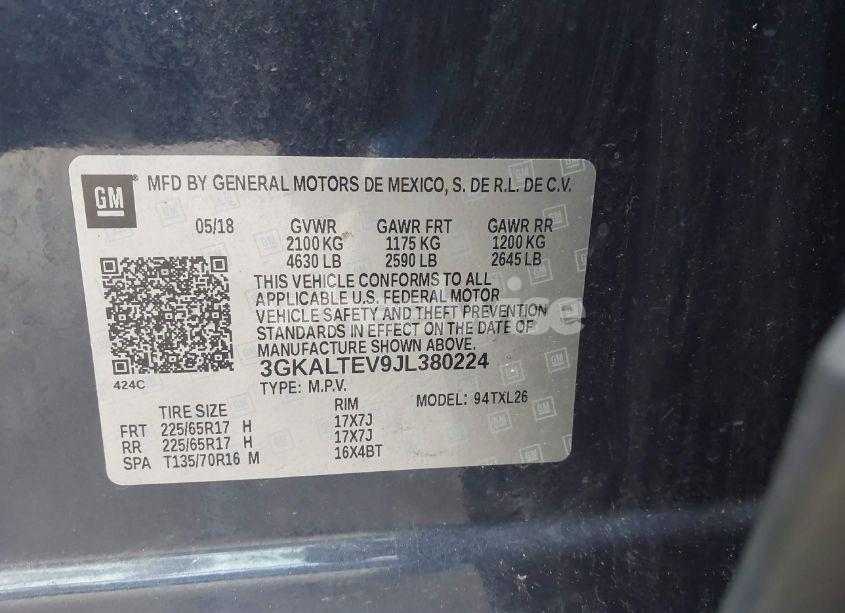 GM ® MFD BY GENERAL MOTORS DE MEXICO, S. DE R.L. DE C.V.
05/18 GVWR GAWR FRT GAWR RR
2100 KG 1175 KG 1200 KG
4630 LB 2590 LB 2645 LB
THIS VEHICLE CONFORMS TO ALL
APPLICABLE U.S. FEDERAL MOTOR
VEHICLE SAFETY AND THEFT PREVENTION
STANDARDS IN EFFECT ON THE DATE OF
MANUFACTURE SHOWN ABOVE.
3GKALTEV9JL380224
424C TYPE: M.P.V.
TIRE SIZE RIM MODEL: 94TXL26
FRT 225/65R17 H 17X7J
RR 225/65R17 H 17X7J
SPA T135/70R16 M 16X4BT